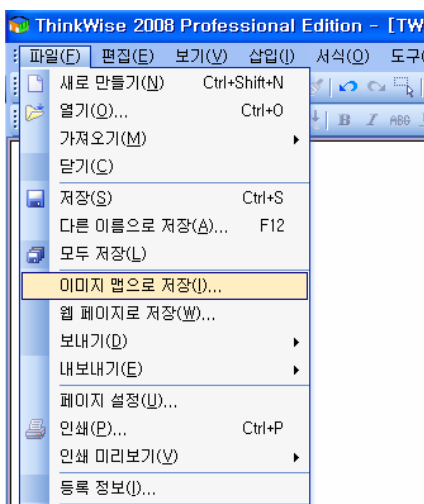 ThinkWise 2008 Professional Edition - [TW
파일(F) 편집(E) 보기(V) 삽입(I) 서식(O) 도구(
새로 만들기(N) Ctrl+Shift+N
열기(O)... Ctrl+O
가져오기(M)
닫기(C)
저장(S) Ctrl+S
다른 이름으로 저장(A)... F12
모두 저장(L)
이미지 맵으로 저장(I)...
웹 페이지로 저장(W)...
보내기(D)
내보내기(E)
페이지 설정(U)...
인쇄(P)... Ctrl+P
인쇄 미리보기(V)
등록 정보(I)...
B I ABG